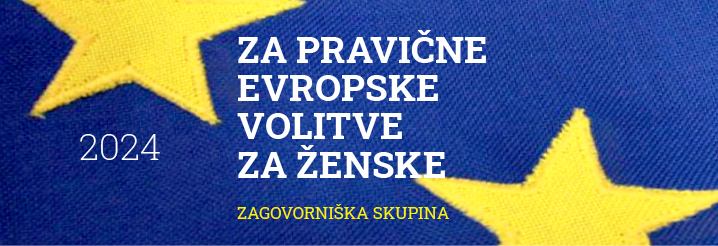 2024
ZA PRAVIČNE
EVROPSKE
VOLITVE
ZA ŽENSKE
ZAGOVORNIŠKA SKUPINA